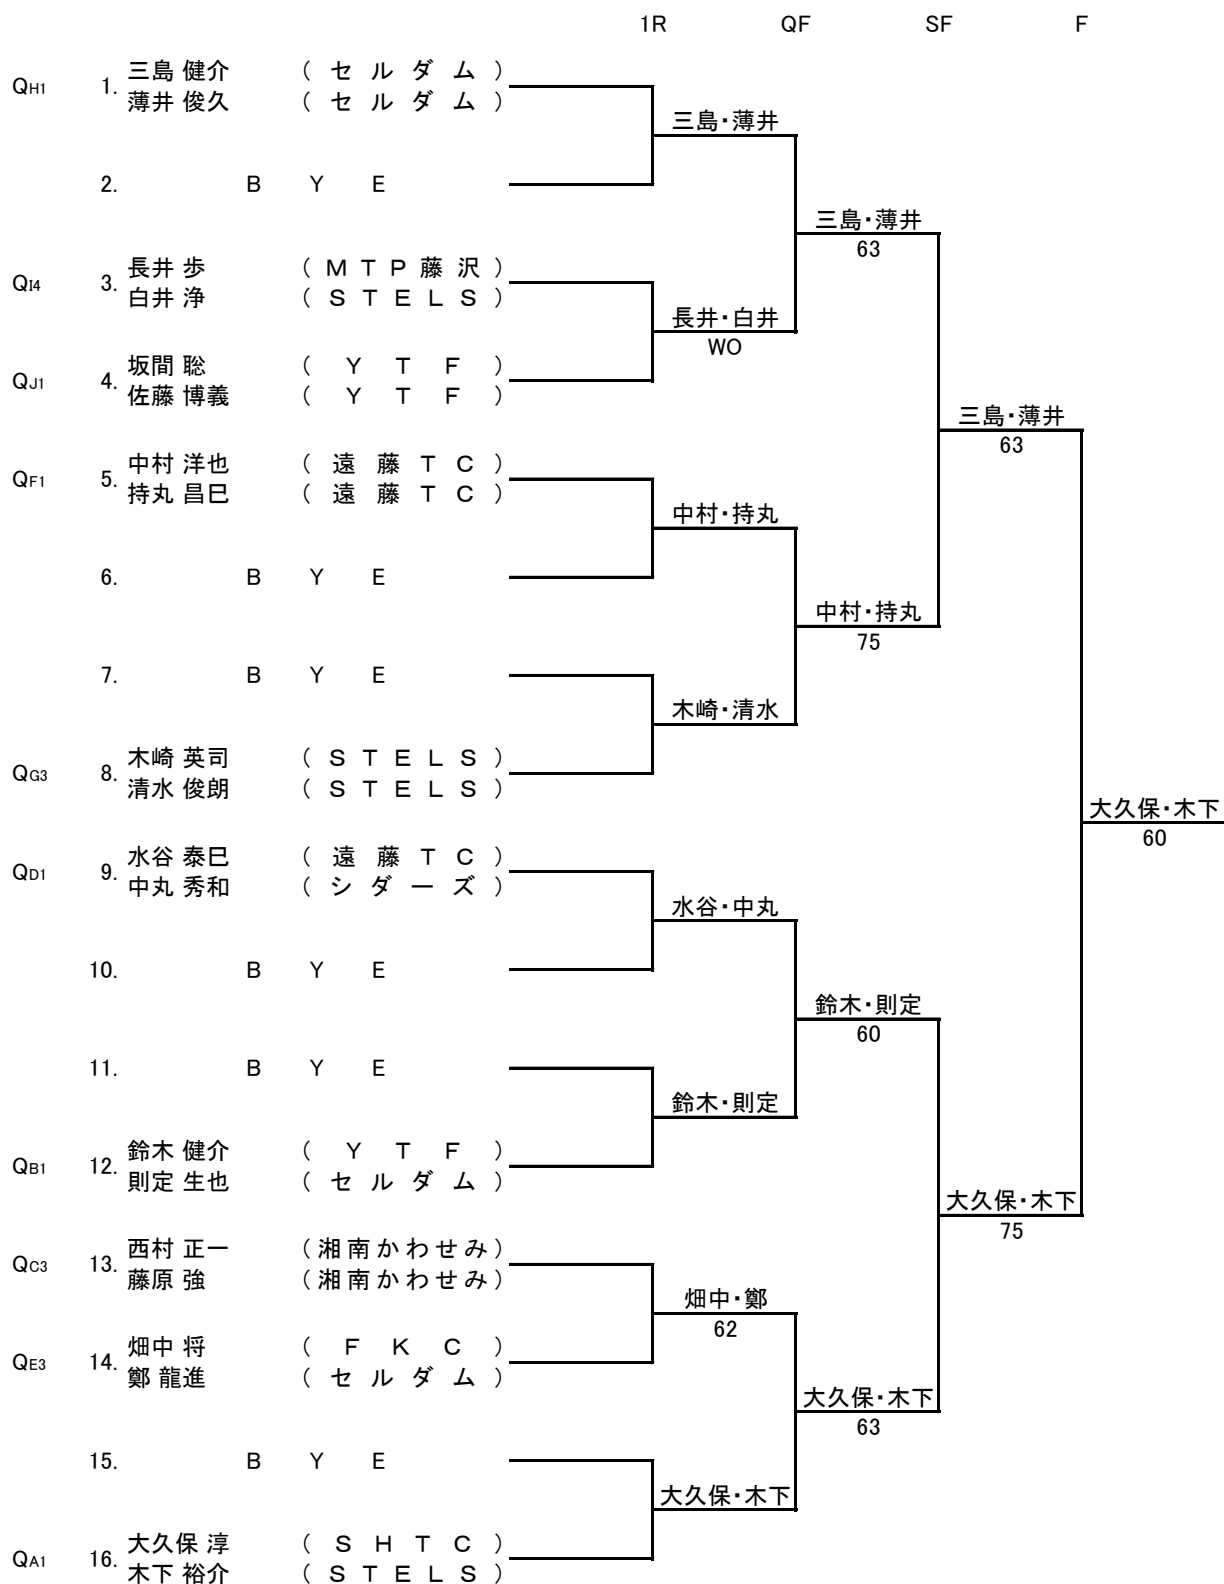 1R QF SF F
三島 健介 ( セ ル ダ ム )
QH1 1.
薄井 俊久 ( セ ル ダ ム )
三島・薄井
2. B Y E
三島・薄井
63
長井 歩 ( M T P 藤 沢 )
QI4 3.
白井 浄 ( S T E L S )
長井・白井
WO
坂間 聡 ( Y T F )
QJ1 4.
佐藤 博義 ( Y T F )
三島・薄井
63
中村 洋也 ( 遠 藤 T C )
QF1 5.
持丸 昌巳 ( 遠 藤 T C )
中村・持丸
6. B Y E
中村・持丸
75
7. B Y E
木崎・清水
木崎 英司 ( S T E L S )
QG3 8.
清水 俊朗 ( S T E L S )
大久保・木下
60
水谷 泰巳 ( 遠 藤 T C )
QD1 9.
中丸 秀和 ( シ ダ ー ズ )
水谷・中丸
10. B Y E
鈴木・則定
60
11. B Y E
鈴木・則定
鈴木 健介 ( Y T F )
QB1 12.
則定 生也 ( セ ル ダ ム )
大久保・木下
75
西村 正一 ( 湘 南 か わ せ み )
QC3 13.
藤原 強 ( 湘 南 か わ せ み )
畑中・鄭
62
畑中 将 ( F K C )
QE3 14.
鄭 龍進 ( セ ル ダ ム )
大久保・木下
63
15. B Y E
大久保・木下
大久保 淳 ( S H T C )
QA1 16.
木下 裕介 ( S T E L S )